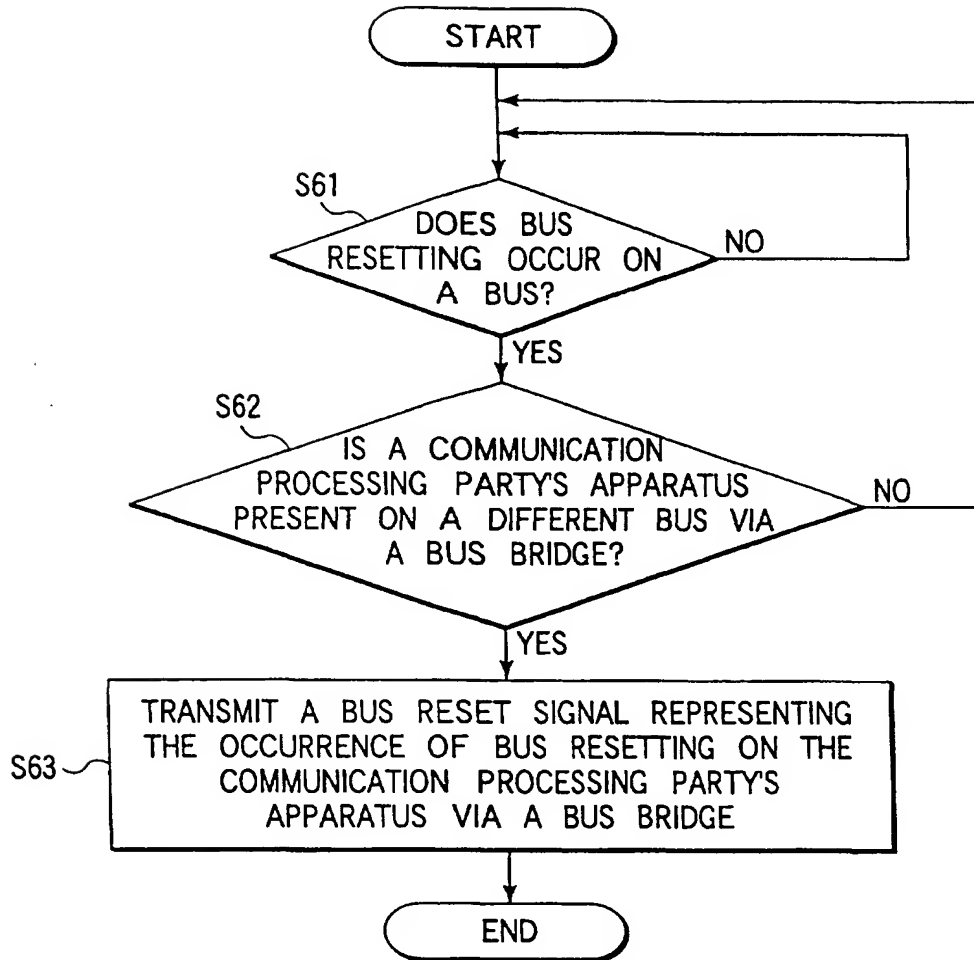 START
S61
DOES BUS
RESETTING OCCUR ON
A BUS?
NO
YES
S62
IS A COMMUNICATION
PROCESSING PARTY'S APPARATUS
PRESENT ON A DIFFERENT BUS VIA
A BUS BRIDGE?
NO
YES
S63
TRANSMIT A BUS RESET SIGNAL REPRESENTING
THE OCCURRENCE OF BUS RESETTING ON THE
COMMUNICATION PROCESSING PARTY'S
APPARATUS VIA A BUS BRIDGE
END